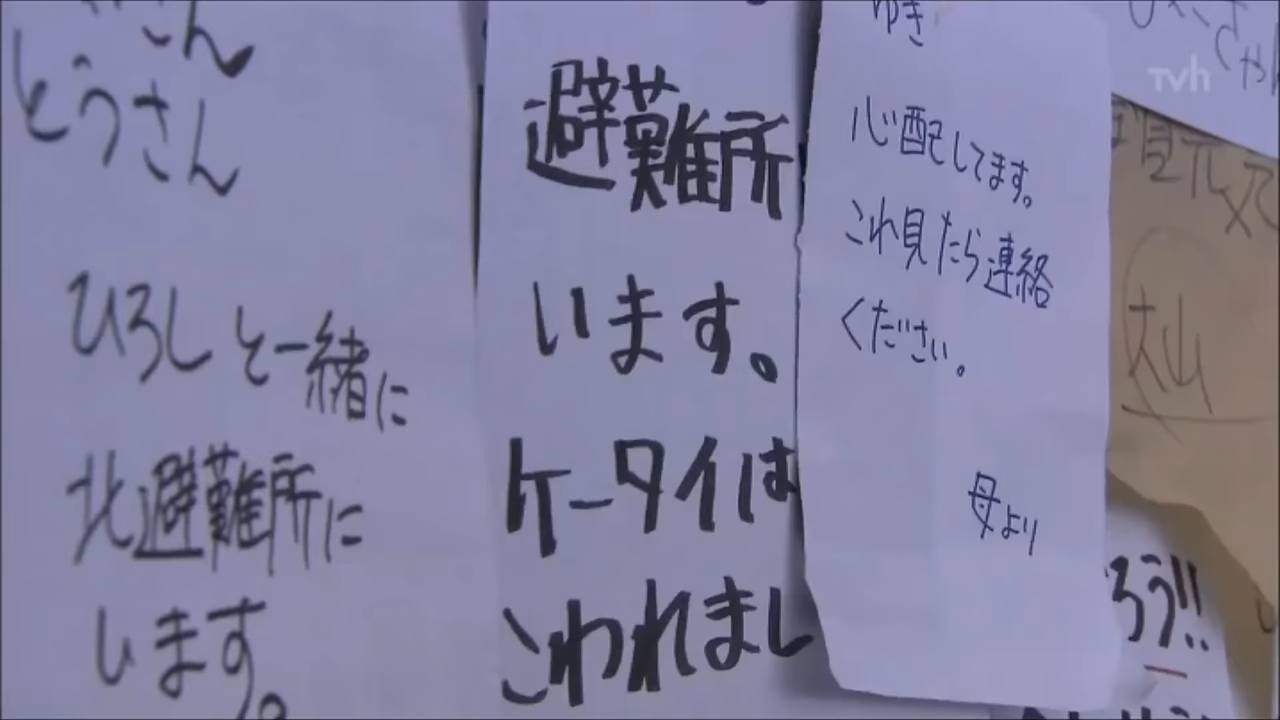 とうさん
ひろしと一緒に
北避難所に
います。
避難所
います。
ケータイは
こわれまし
ゆき
心配してます。
これ見たら連絡
ください。
母より
tvh
大山
ろう!!